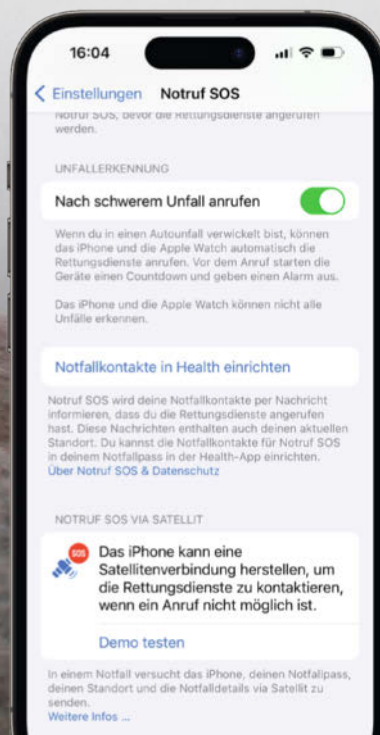 16:04
Einstellungen Notruf SOS
Notruf SOS, bevor die Rettungsdienste angerufen
werden.
UNFALLERKENNUNG
Nach schwerem Unfall anrufen
Wenn du in einen Autounfall verwickelt bist, können
das iPhone und die Apple Watch automatisch die
Rettungsdienste anrufen. Vor dem Anruf starten die
Geräte einen Countdown und geben einen Alarm aus.
Das iPhone und die Apple Watch können nicht alle
Unfälle erkennen.
Notfallkontakte in Health einrichten
Notruf SOS wird deine Notfallkontakte per Nachricht
informieren, dass du die Rettungsdienste angerufen
hast. Diese Nachrichten enthalten auch deinen aktuellen
Standort. Du kannst die Notfallkontakte für Notruf SOS
in deinem Notfallpass in der Health-App einrichten.
Über Notruf SOS & Datenschutz
NOTRUF SOS VIA SATELLIT
SOS
Das iPhone kann eine
Satellitenverbindung herstellen, um
die Rettungsdienste zu kontaktieren,
wenn ein Anruf nicht möglich ist.
Demo testen
In einem Notfall versucht das iPhone, deinen Notfallpass,
deinen Standort und die Notfalldetails via Satellit zu
senden.
Weitere Infos ...